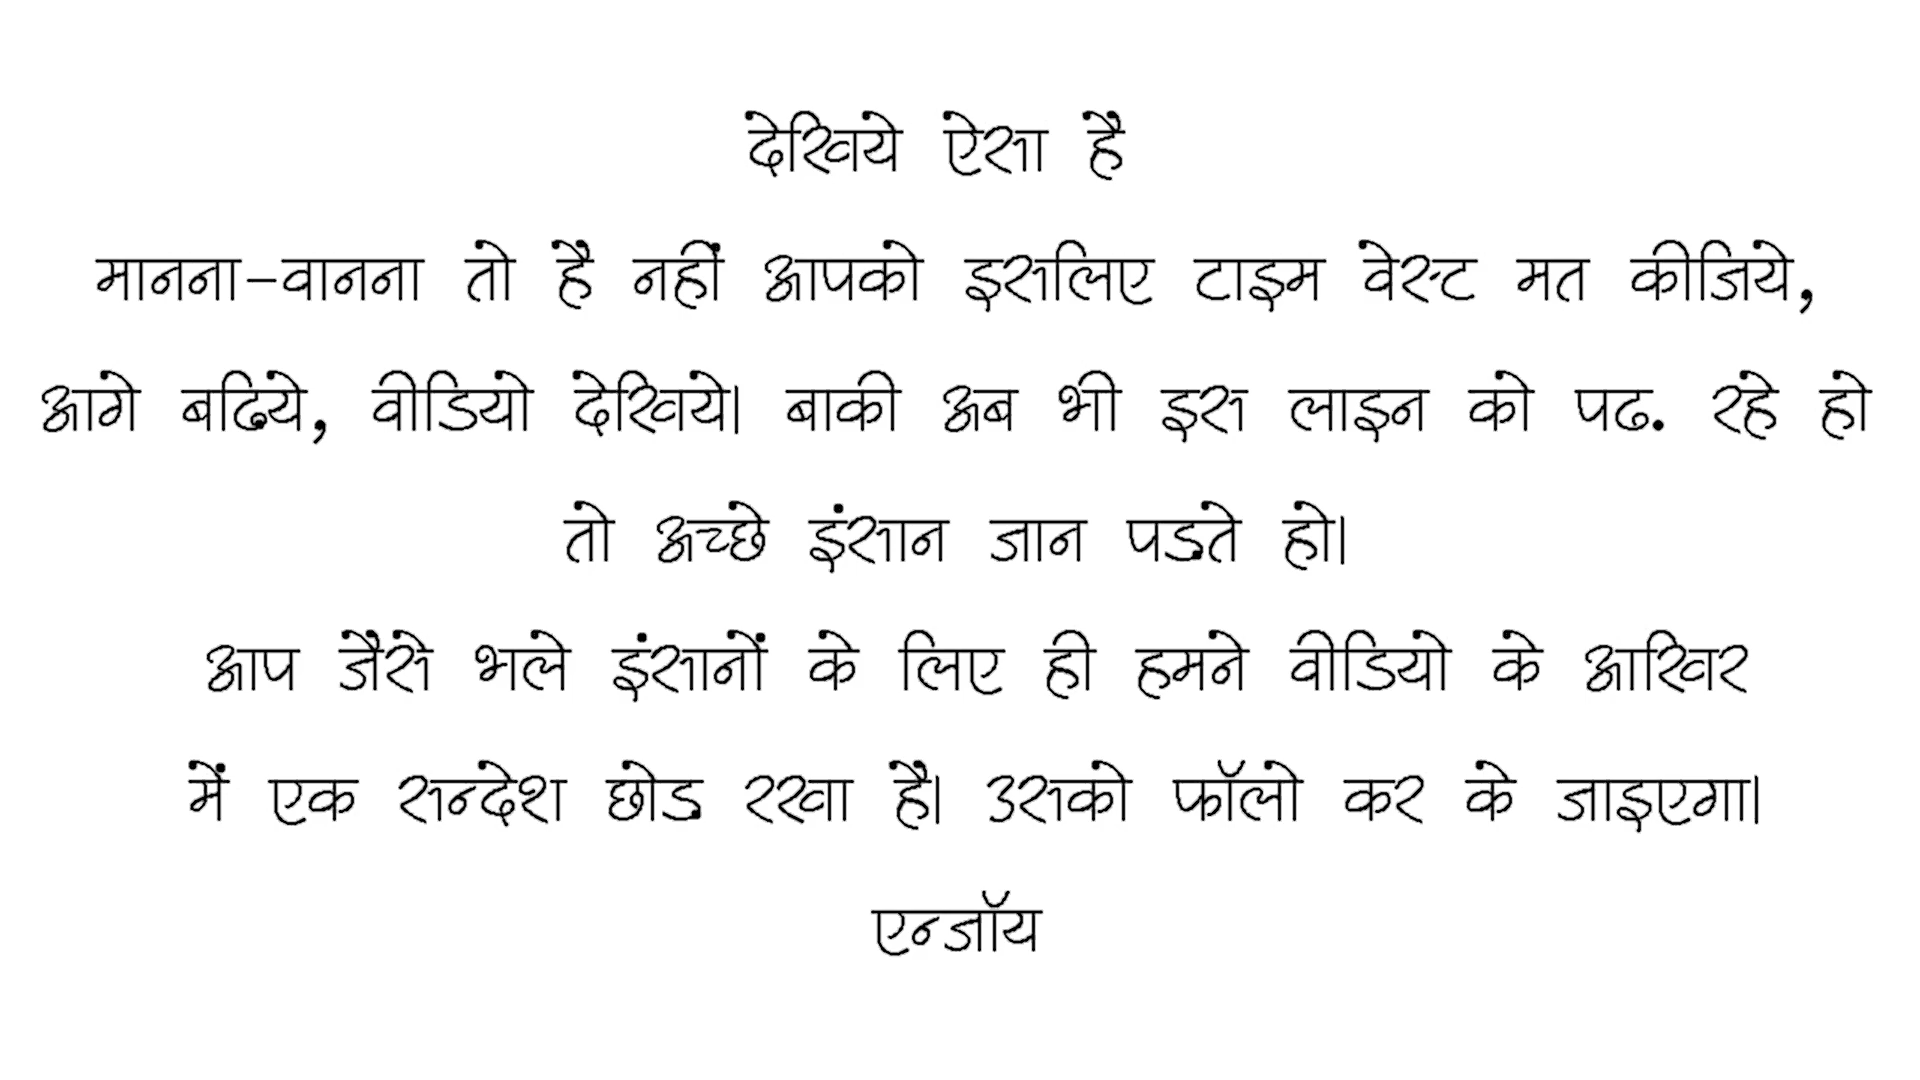 देखिये ऐसा है
मानना-वानना तो है नहीं आपको इसलिए टाइम वेस्ट मत कीजिये,
आगे बढिये, वीडियो देखिये। बाकी अब भी इस लाइन को पढ. रहे हो
तो अच्छे इंसान जान पड़ते हो।
आप जैसे भले इंसानों के लिए ही हमने वीडियो के आखिर
में एक सन्देश छोड़ रखा है। उसको फॉलो कर के जाइएगा।
एन्जॉय